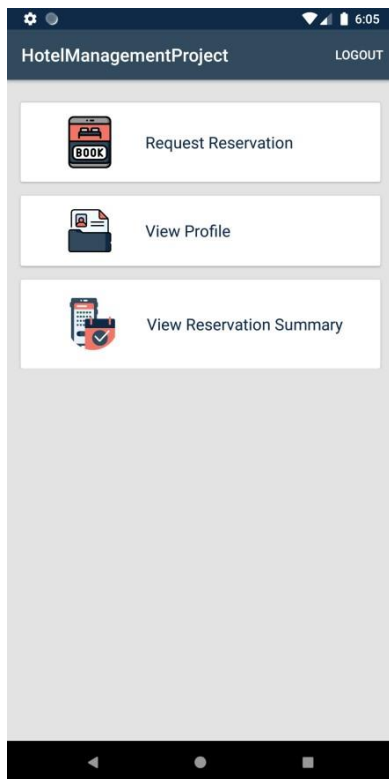 6:05
HotelManagementProject LOGOUT
BOOK
Request Reservation
View Profile
View Reservation Summary